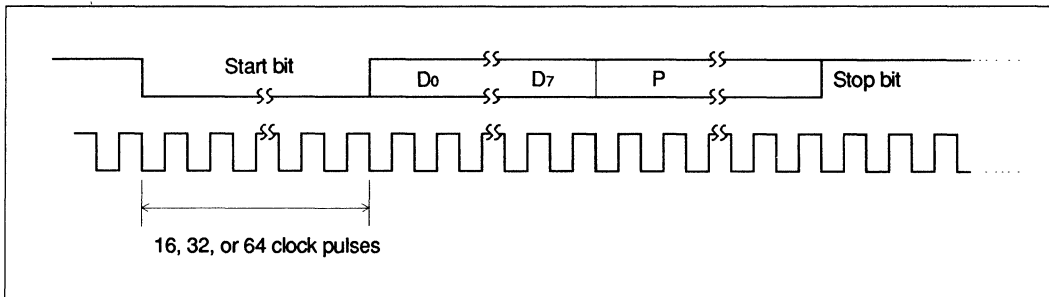 Start bit
D0
D7
P
Stop bit
16, 32, or 64 clock pulses